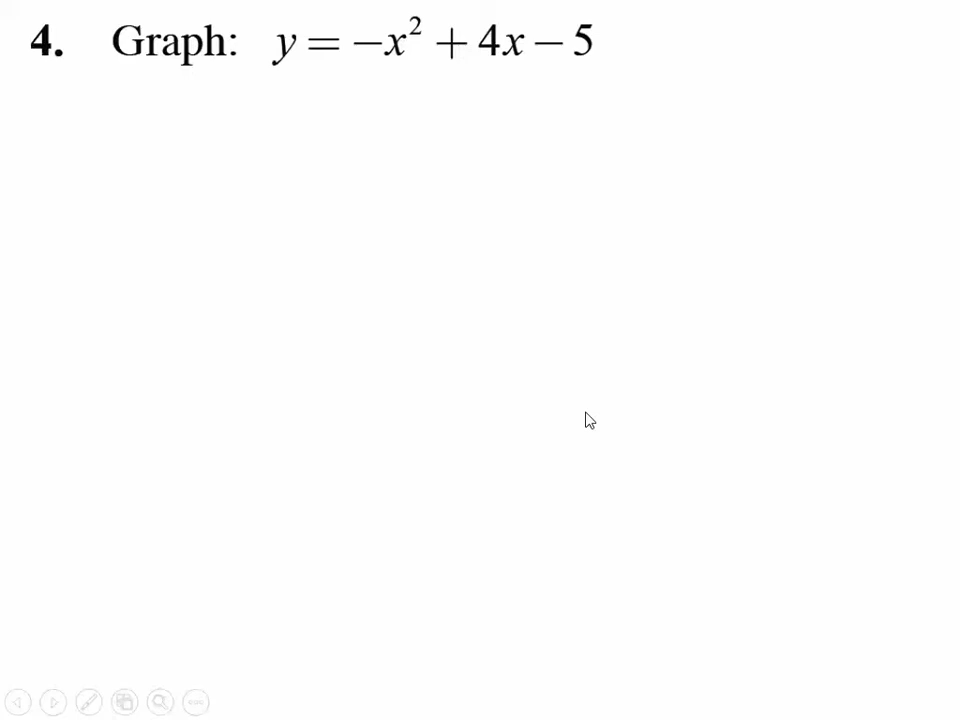 4. Graph: y = −x² + 4x − 5